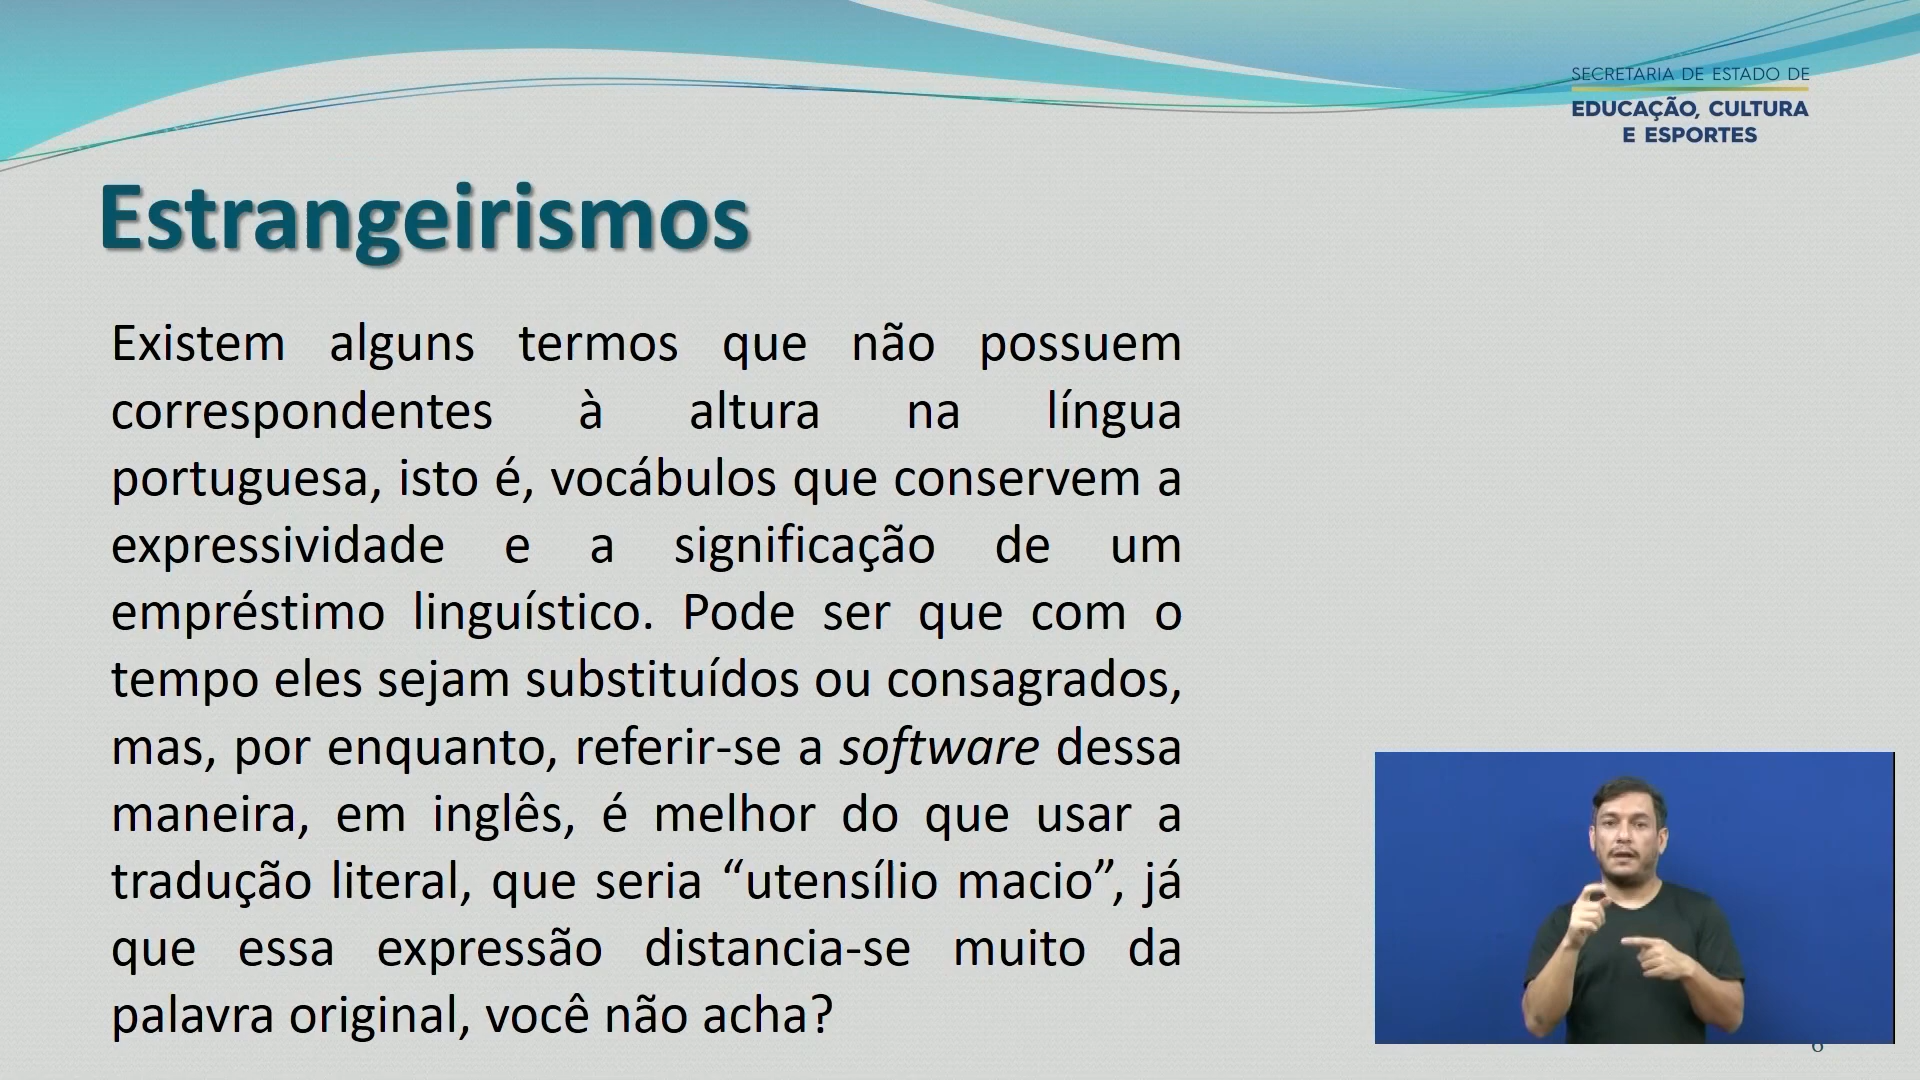 SECRETARIA DE ESTADO DE
EDUCAÇÃO, CULTURA
E ESPORTES
Estrangeirismos
Existem alguns termos que não possuem
correspondentes à altura na língua
portuguesa, isto é, vocábulos que conservem a
expressividade e a significação de um
empréstimo linguístico. Pode ser que com o
tempo eles sejam substituídos ou consagrados,
mas, por enquanto, referir-se a software dessa
maneira, em inglês, é melhor do que usar a
tradução literal, que seria “utensílio macio”, já
que essa expressão distancia-se muito da
palavra original, você não acha?
6